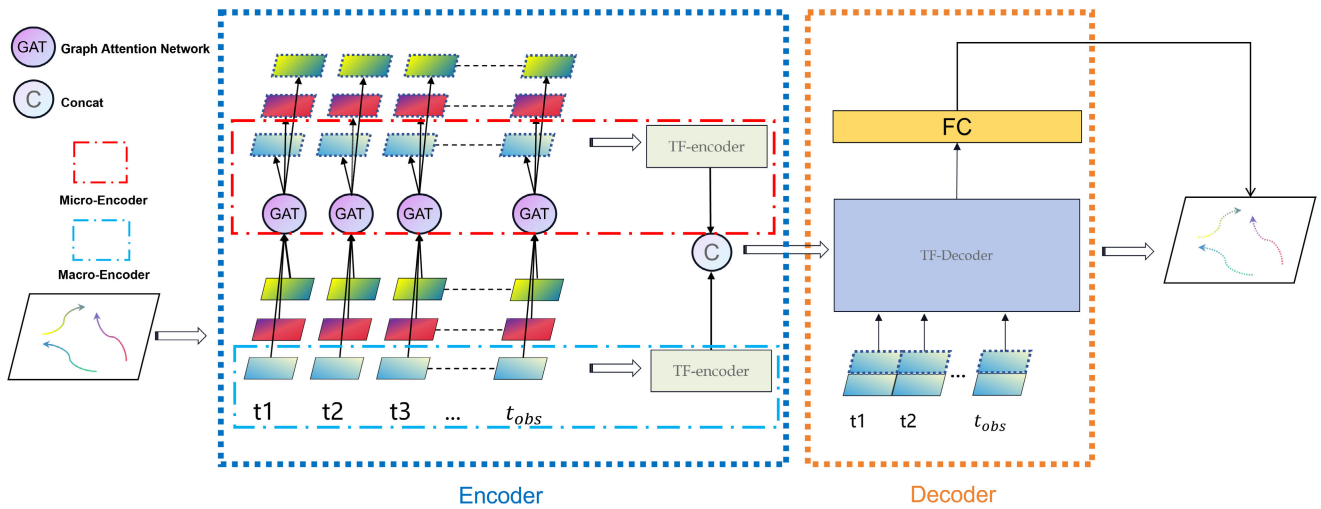 GAT Graph Attention Network
C Concat
Micro-Encoder
Macro-Encoder
TF-encoder
GAT GAT GAT GAT
C
TF-encoder
t1 t2 t3 ... t_obs
Encoder
FC
TF-Decoder
...
t1 t2 t_obs
Decoder